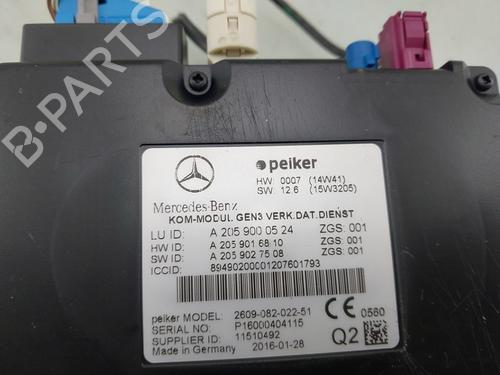 B-PARTS
peiker
HW: 0007 (14W41)
SW: 12.6 (15W3205)
Mercedes-Benz
KOM-MODUL GEN3 VERK.DAT.DIENST
LU ID: A 205 900 05 24 ZGS: 001
HW ID: A 205 901 68 10 ZGS: 001
SW ID: A 205 902 75 08 ZGS: 001
ICCID: 89490200001207601793
peiker MODEL: 2609-082-022-51
SERIAL NO: P16000404115
SUPPLIER ID: 11510492
Made in Germany 2016-01-28
CE 0560
Q2